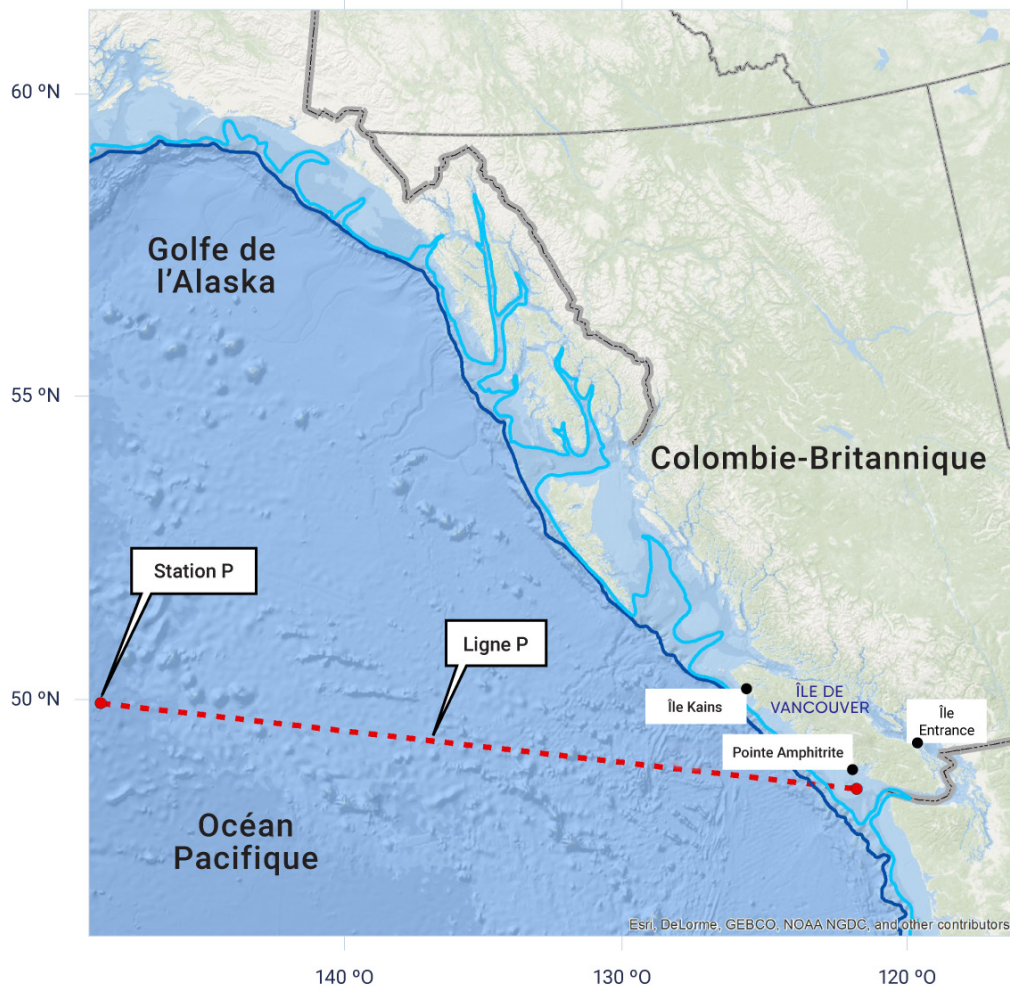 60 ºN
Golfe de
l’Alaska
55 ºN
Colombie-Britannique
Station P
Ligne P
50 ºN
Île Kains
ÎLE DE
VANCOUVER
Île
Entrance
Pointe Amphitrite
Océan
Pacifique
Esri, DeLorme, GEBCO, NOAA NGDC, and other contributors
140 ºO
130 ºO
120 ºO